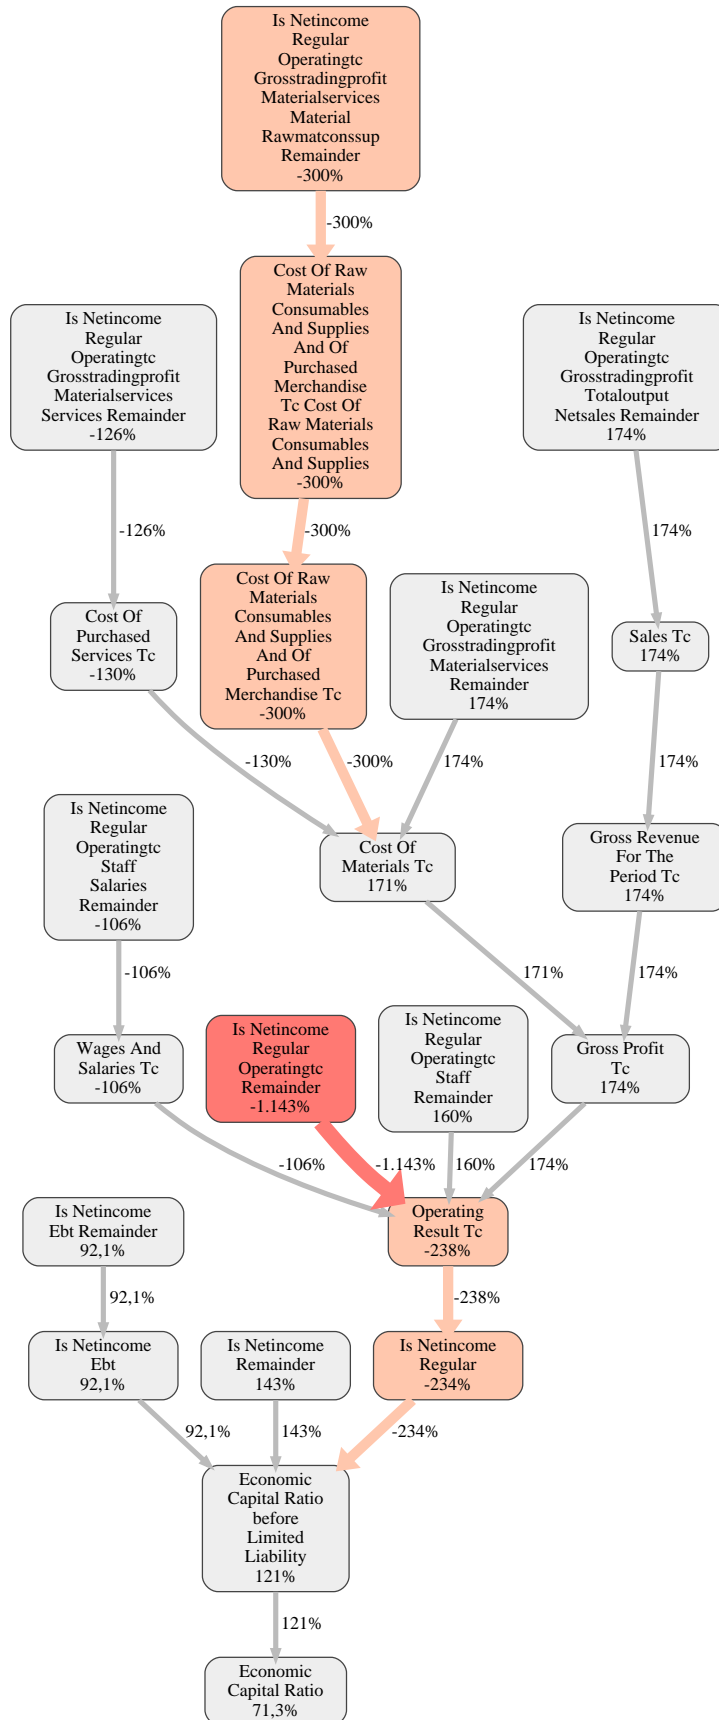 Is Netincome
Regular
Operatingtc
Grosstradingprofit
Materialservices
Material
Rawmatconssup
Remainder
-300%
-300%
Cost Of Raw
Materials
Consumables
And Supplies
And Of
Purchased
Merchandise
Tc Cost Of
Raw Materials
Consumables
And Supplies
-300%
Is Netincome
Regular
Operatingtc
Grosstradingprofit
Materialservices
Services Remainder
-126%
Is Netincome
Regular
Operatingtc
Grosstradingprofit
Totaloutput
Netsales Remainder
174%
-126%
-300%
174%
Cost Of
Purchased
Services Tc
-130%
Cost Of Raw
Materials
Consumables
And Supplies
And Of
Purchased
Merchandise Tc
-300%
Is Netincome
Regular
Operatingtc
Grosstradingprofit
Materialservices
Remainder
174%
Sales Tc
174%
-130%
-300%
174%
174%
Is Netincome
Regular
Operatingtc
Staff
Salaries
Remainder
-106%
Cost Of
Materials Tc
171%
Gross Revenue
For The
Period Tc
174%
-106%
171%
174%
Wages And
Salaries Tc
-106%
Is Netincome
Regular
Operatingtc
Remainder
-1.143%
Is Netincome
Regular
Operatingtc
Staff
Remainder
160%
Gross Profit
Tc
174%
-106%
-1.143%
160%
174%
Is Netincome
Ebt Remainder
92,1%
Operating
Result Tc
-238%
92,1%
-238%
Is Netincome
Ebt
92,1%
Is Netincome
Remainder
143%
Is Netincome
Regular
-234%
92,1%
143%
-234%
Economic
Capital Ratio
before
Limited
Liability
121%
121%
Economic
Capital Ratio
71,3%